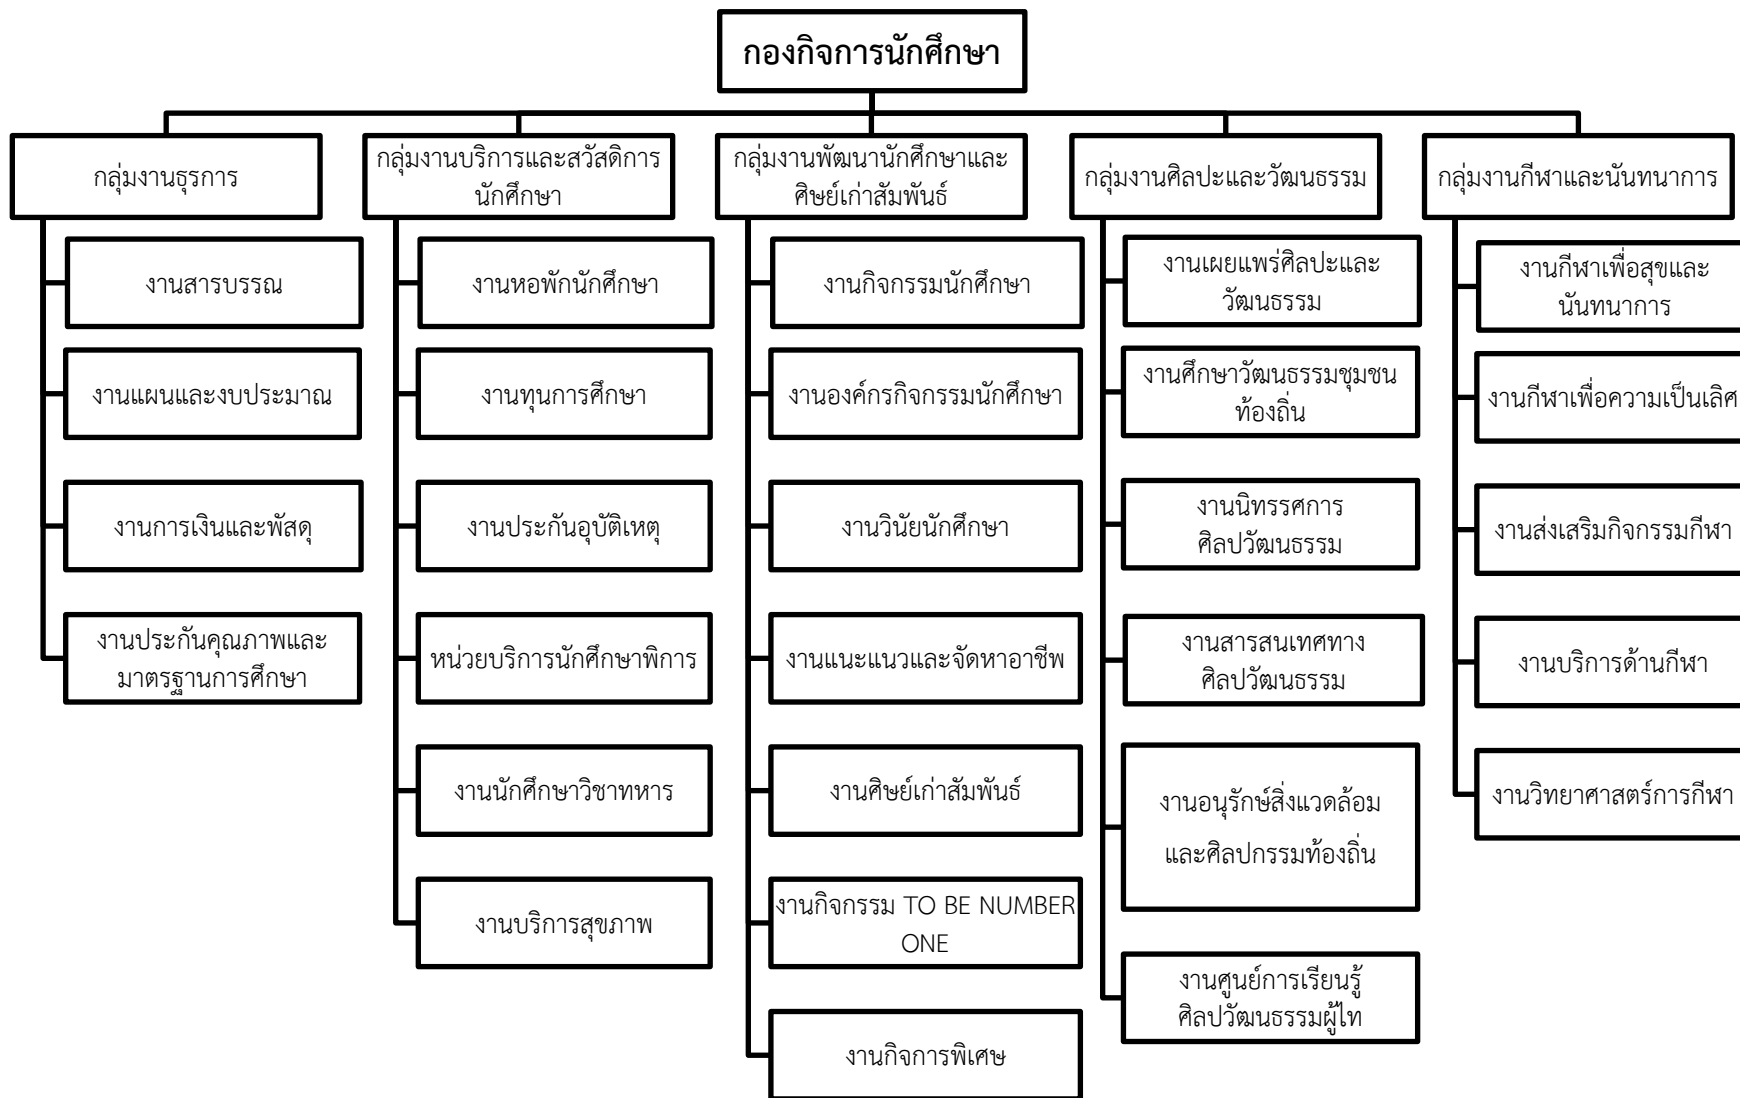 กองกิจการนักศึกษา
กลุ่มงานธุรการ
งานสารบรรณ
งานแผนและงบประมาณ
งานการเงินและพัสดุ
งานประกันคุณภาพและ
มาตรฐานการศึกษา
กลุ่มงานบริการและสวัสดิการ
นักศึกษา
งานหอพักนักศึกษา
งานทุนการศึกษา
งานประกันอุบัติเหตุ
หน่วยบริการนักศึกษาพิการ
งานนักศึกษาวิชาทหาร
งานบริการสุขภาพ
กลุ่มงานพัฒนานักศึกษาและ
ศิษย์เก่าสัมพันธ์
งานกิจกรรมนักศึกษา
งานองค์กรกิจกรรมนักศึกษา
งานวินัยนักศึกษา
งานแนะแนวและจัดหาอาชีพ
งานศิษย์เก่าสัมพันธ์
งานกิจกรรม TO BE NUMBER
ONE
งานกิจการพิเศษ
กลุ่มงานศิลปะและวัฒนธรรม
งานเผยแพร่ศิลปะและ
วัฒนธรรม
งานศึกษาวัฒนธรรมชุมชน
ท้องถิ่น
งานนิทรรศการ
ศิลปวัฒนธรรม
งานสารสนเทศทาง
ศิลปวัฒนธรรม
งานอนุรักษ์สิ่งแวดล้อม
และศิลปกรรมท้องถิ่น
งานศูนย์การเรียนรู้
ศิลปวัฒนธรรมผู้ไท
กลุ่มงานกีฬาและนันทนาการ
งานกีฬาเพื่อสุขและ
นันทนาการ
งานกีฬาเพื่อความเป็นเลิศ
งานส่งเสริมกิจกรรมกีฬา
งานบริการด้านกีฬา
งานวิทยาศาสตร์การกีฬา